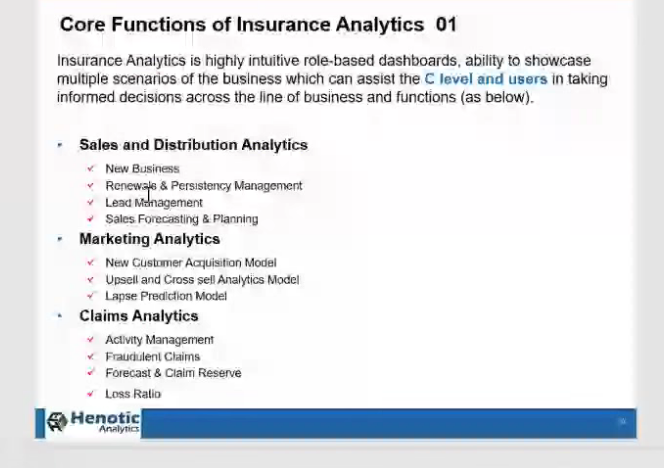 Core Functions of Insurance Analytics 01
Insurance Analytics is highly intuitive role-based dashboards, ability to showcase
multiple scenarios of the business which can assist the C level and users in taking
informed decisions across the line of business and functions (as below).
Sales and Distribution Analytics
New Business
Renewals & Persistency Management
Lead Management
Sales Forecasting & Planning
Marketing Analytics
New Customer Acquisition Model
Upsell and Cross sell Analytics Model
Lapse Prediction Model
Claims Analytics
Activity Management
Fraudulent Claims
Forecast & Claim Reserve
Loss Ratio
Henotic
Analytics